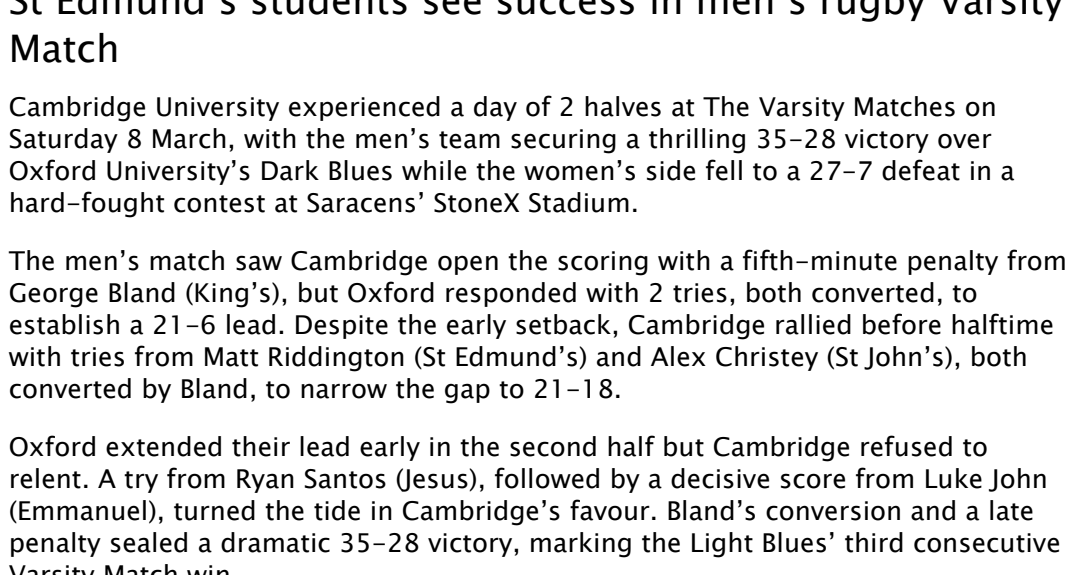 St Edmund's students see success in men's rugby Varsity
Match
Cambridge University experienced a day of 2 halves at The Varsity Matches on
Saturday 8 March, with the men's team securing a thrilling 35–28 victory over
Oxford University's Dark Blues while the women's side fell to a 27–7 defeat in a
hard-fought contest at Saracens' StoneX Stadium.
The men's match saw Cambridge open the scoring with a fifth-minute penalty from
George Bland (King's), but Oxford responded with 2 tries, both converted, to
establish a 21–6 lead. Despite the early setback, Cambridge rallied before halftime
with tries from Matt Riddington (St Edmund's) and Alex Christey (St John's), both
converted by Bland, to narrow the gap to 21–18.
Oxford extended their lead early in the second half but Cambridge refused to
relent. A try from Ryan Santos (Jesus), followed by a decisive score from Luke John
(Emmanuel), turned the tide in Cambridge's favour. Bland's conversion and a late
penalty sealed a dramatic 35–28 victory, marking the Light Blues' third consecutive
Varsity Match win